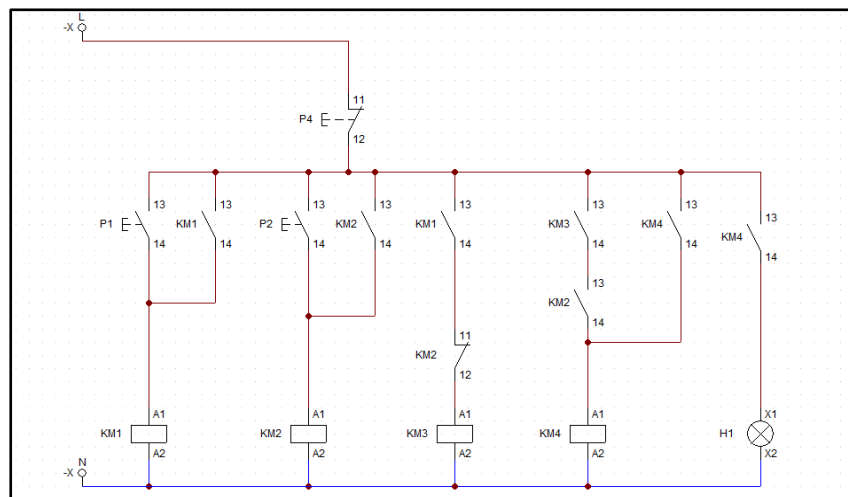 L
-X
11
P4
12
13 13 13 13 13 13 13
P1 KM1 P2 KM2 KM1 KM3 KM4 KM4
14 14 14 14 14 14 14 14
13
KM2
14
11
KM2
12
A1 A1 A1 A1 X1
KM1 KM2 KM3 KM4 H1
A2 A2 A2 A2 X2
N
-X